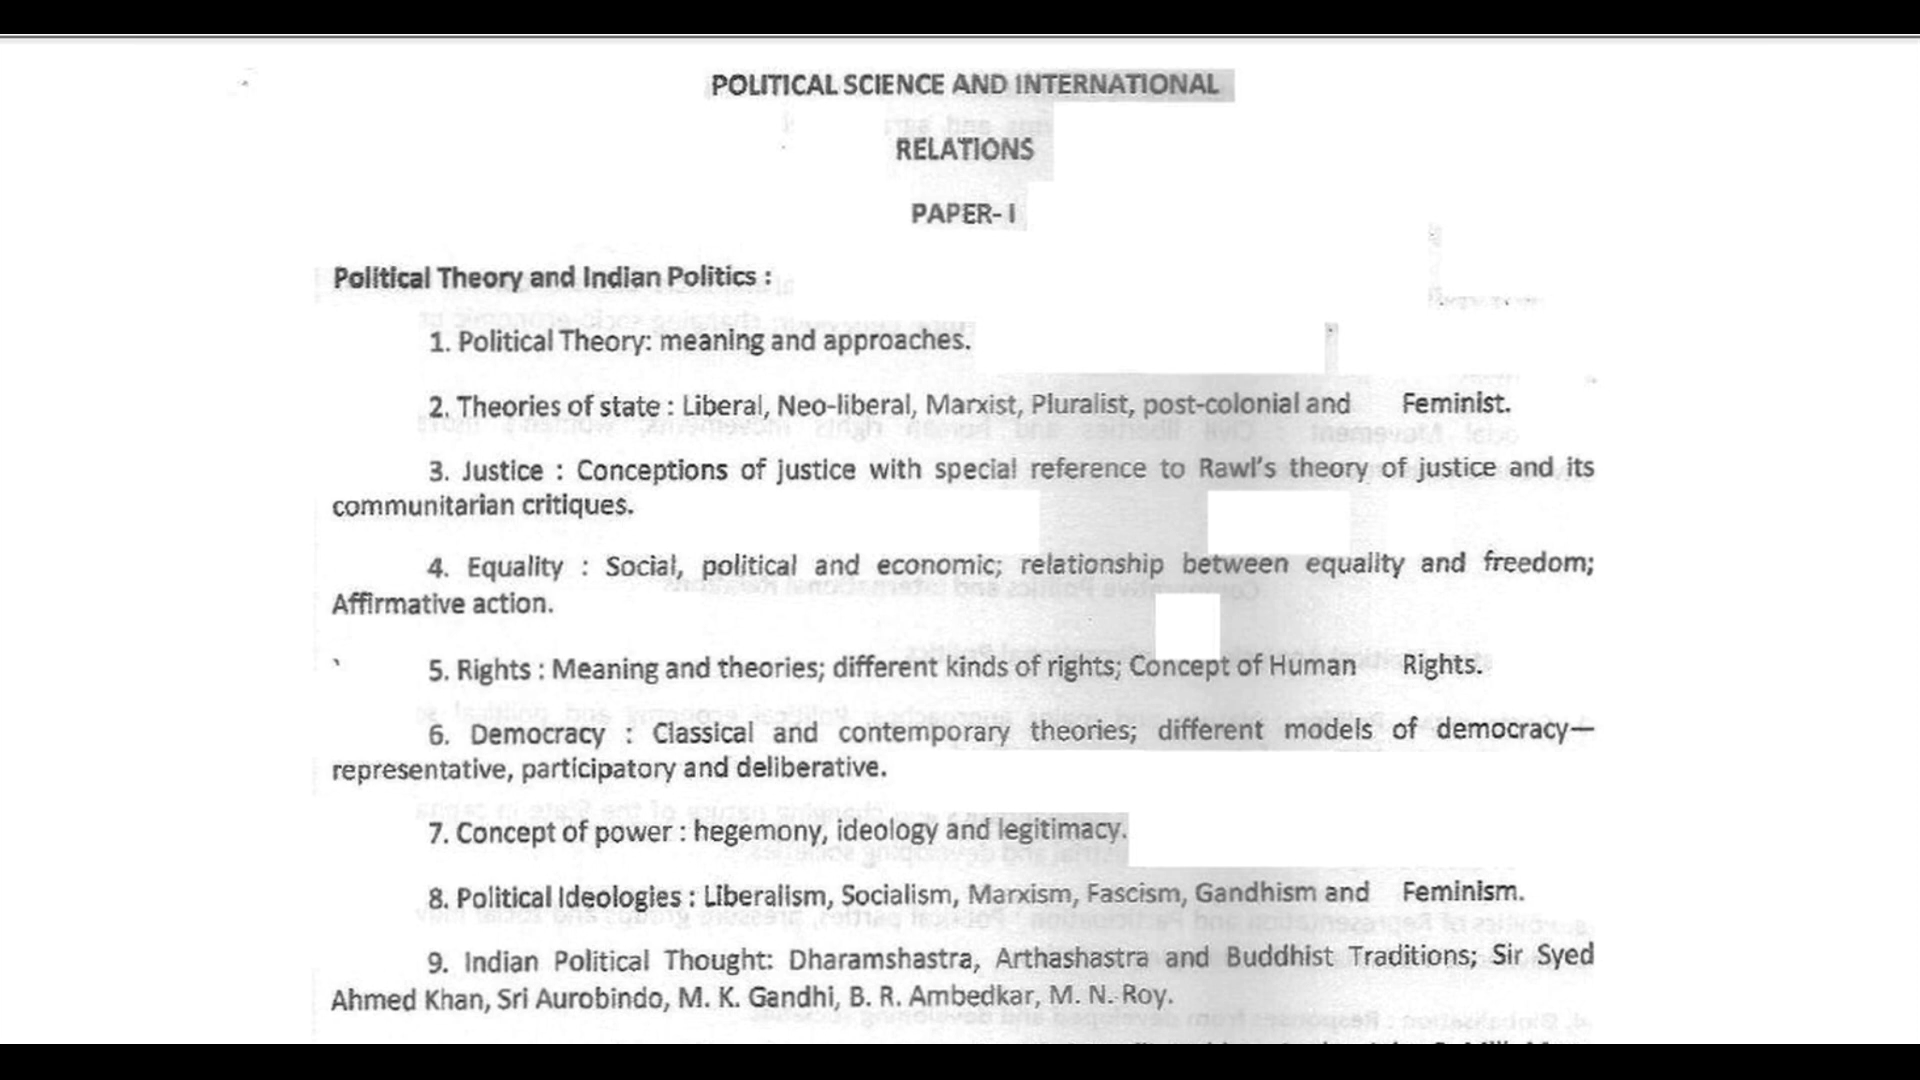 POLITICAL SCIENCE AND INTERNATIONAL
RELATIONS
PAPER- I
Political Theory and Indian Politics :
1. Political Theory: meaning and approaches.
2. Theories of state : Liberal, Neo-liberal, Marxist, Pluralist, post-colonial and Feminist.
3. Justice : Conceptions of justice with special reference to Rawl's theory of justice and its
communitarian critiques.
4. Equality : Social, political and economic; relationship between equality and freedom;
Affirmative action.
5. Rights : Meaning and theories; different kinds of rights; Concept of Human Rights.
6. Democracy : Classical and contemporary theories; different models of democracy—
representative, participatory and deliberative.
7. Concept of power : hegemony, ideology and legitimacy.
8. Political Ideologies : Liberalism, Socialism, Marxism, Fascism, Gandhism and Feminism.
9. Indian Political Thought: Dharamshastra, Arthashastra and Buddhist Traditions; Sir Syed
Ahmed Khan, Sri Aurobindo, M. K. Gandhi, B. R. Ambedkar, M. N. Roy.